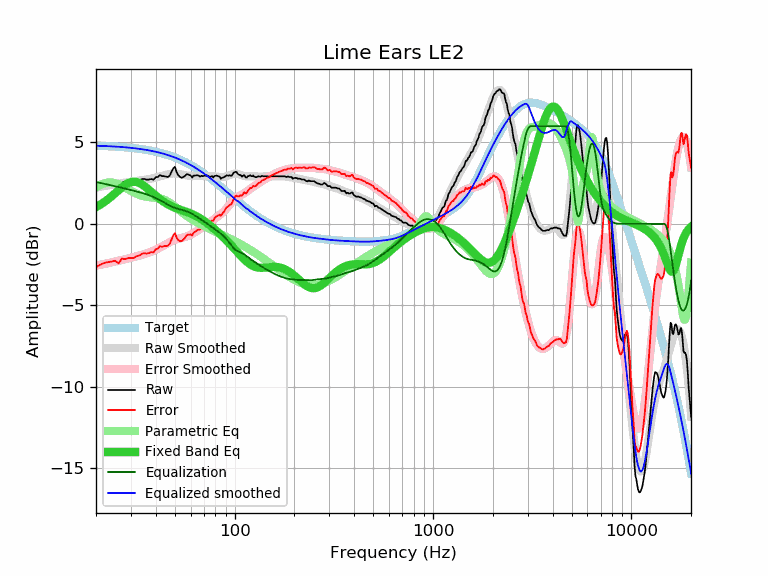 Lime Ears LE2
Amplitude (dBr)
5
0
−5
−10
−15
Target
Raw Smoothed
Error Smoothed
Raw
Error
Parametric Eq
Fixed Band Eq
Equalization
Equalized smoothed
100
1000
10000
Frequency (Hz)